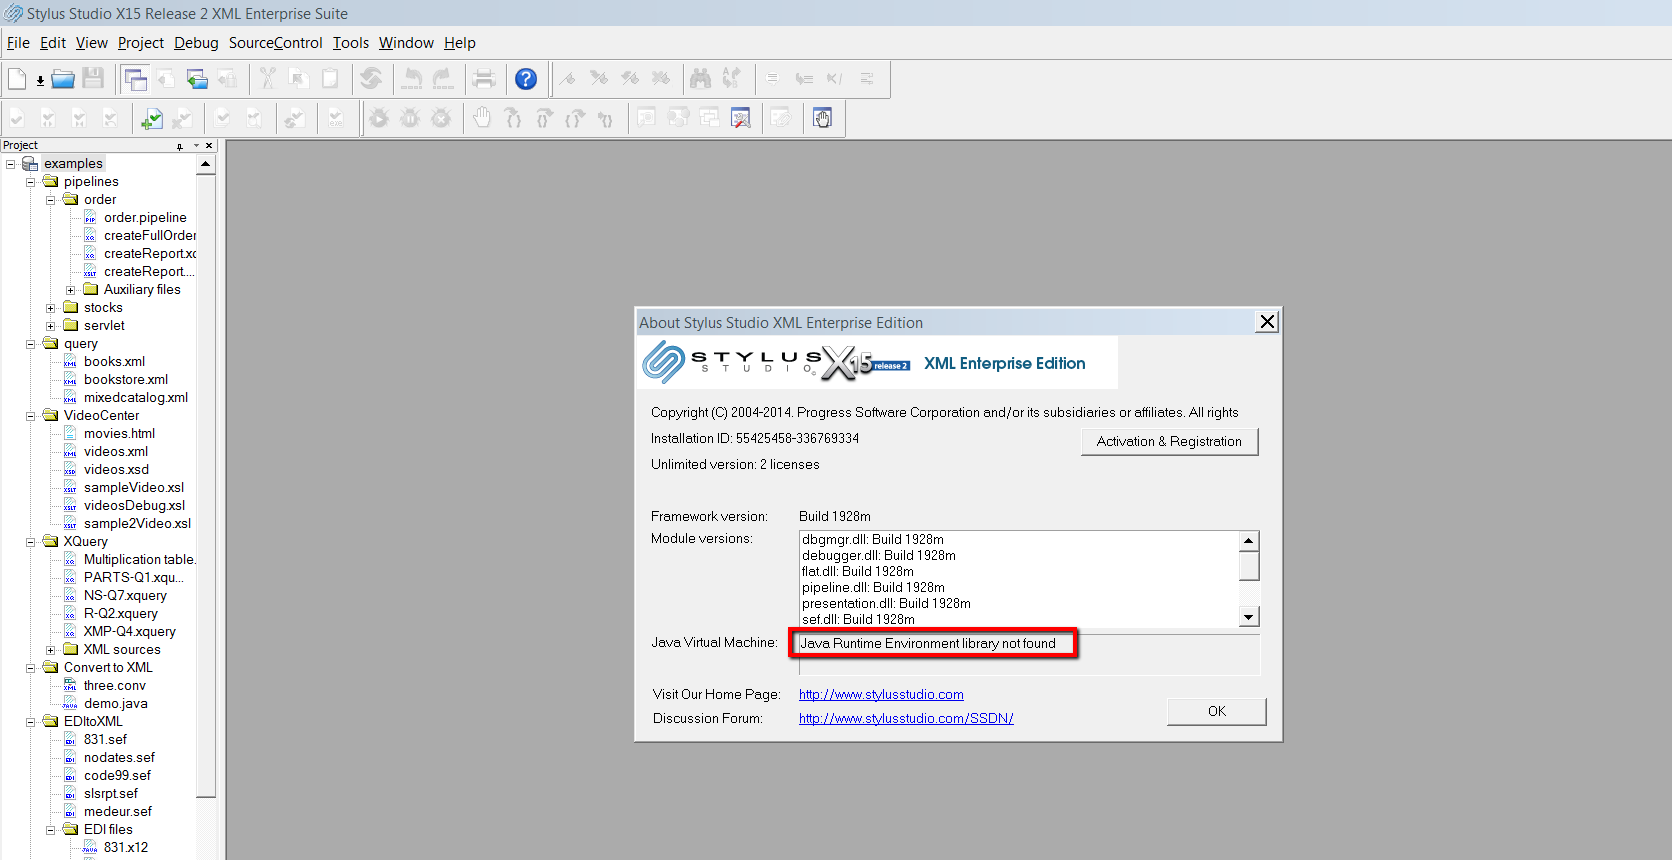 Stylus Studio X15 Release 2 XML Enterprise Suite
File Edit View Project Debug SourceControl Tools Window Help
Project
examples
pipelines
order
order.pipeline
createFullOrder
createReport.xq
createReport....
Auxiliary files
stocks
servlet
query
books.xml
bookstore.xml
mixedcatalog.xml
VideoCenter
movies.html
videos.xml
videos.xsd
sampleVideo.xsl
videosDebug.xsl
sample2Video.xsl
XQuery
Multiplication table.
PARTS-Q1.xqu...
NS-Q7.xquery
R-Q2.xquery
XMP-Q4.xquery
XML sources
Convert to XML
three.conv
demo.java
EDItoXML
831.sef
nodates.sef
code99.sef
slsrpt.sef
medeur.sef
EDI files
831.x12
About Stylus Studio XML Enterprise Edition
STYLUS X15 release 2 XML Enterprise Edition
STUDIO
Copyright (C) 2004-2014. Progress Software Corporation and/or its subsidiaries or affiliates. All rights
Installation ID: 55425458-336769334
Activation & Registration
Unlimited version: 2 licenses
Framework version: Build 1928m
Module versions: dbgmgr.dll: Build 1928m
debugger.dll: Build 1928m
flat.dll: Build 1928m
pipeline.dll: Build 1928m
presentation.dll: Build 1928m
sef.dll: Build 1928m
Java Virtual Machine: Java Runtime Environment library not found
Visit Our Home Page: http://www.stylusstudio.com
Discussion Forum: http://www.stylusstudio.com/SSDN/
OK